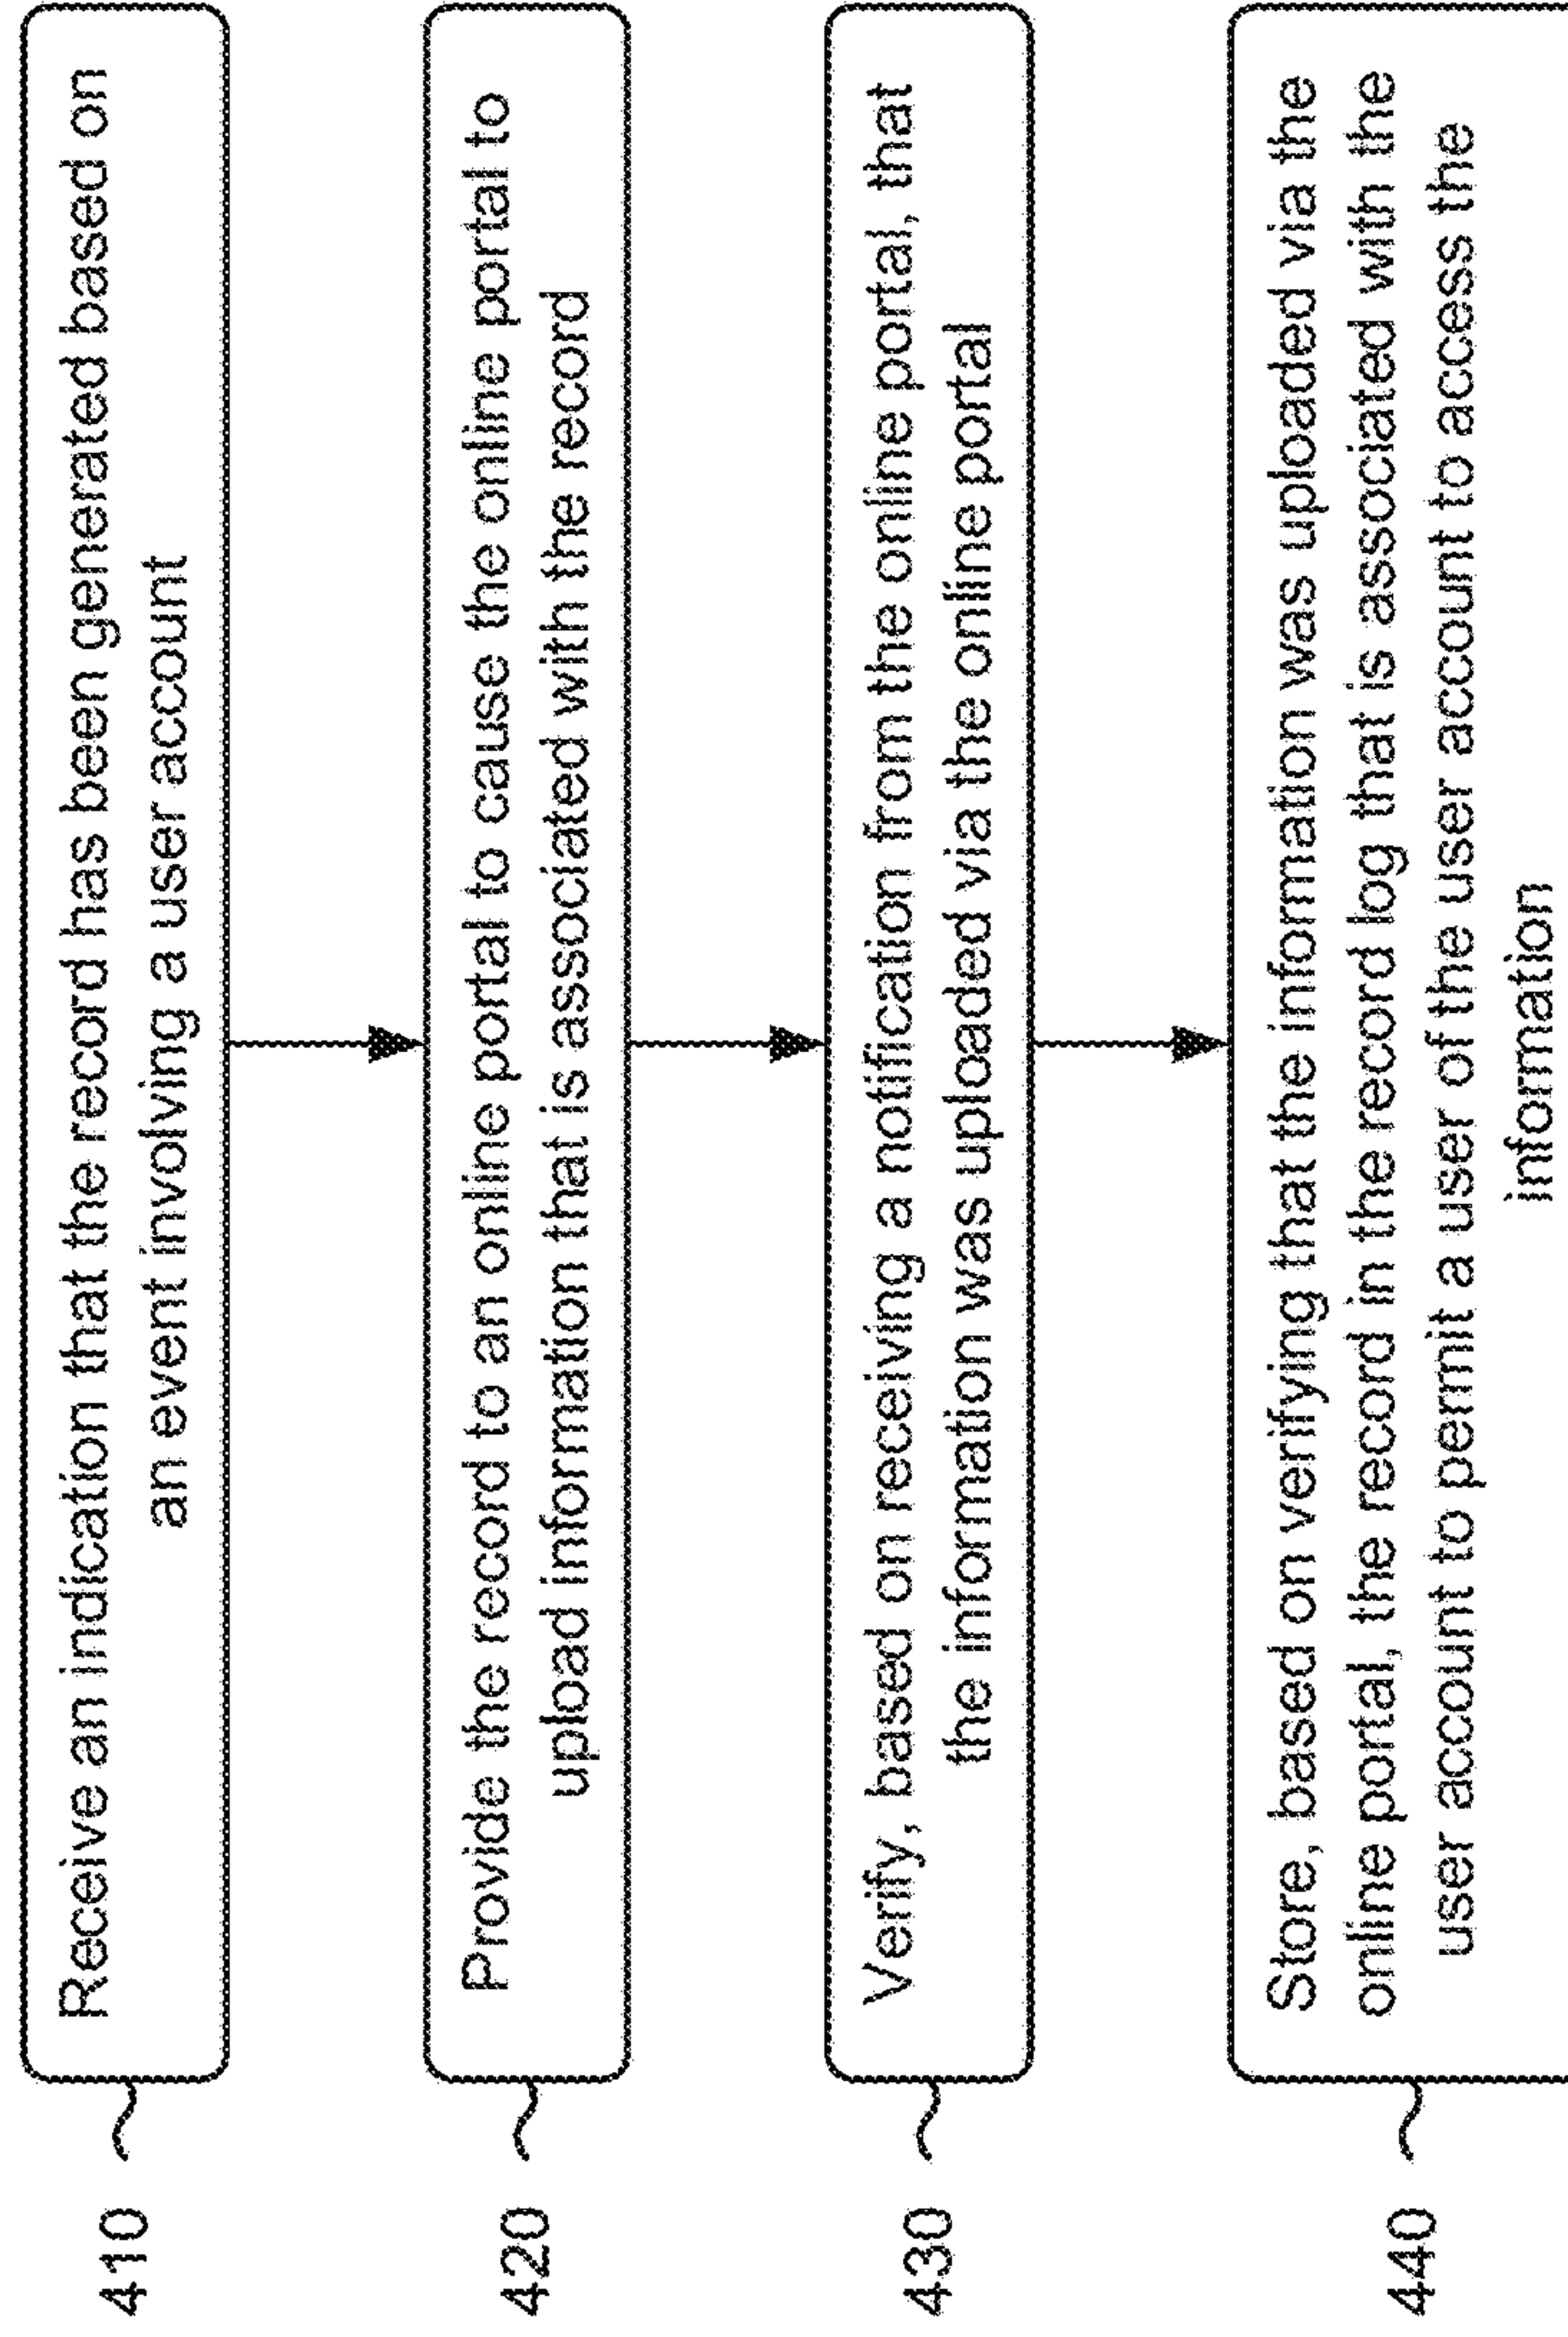 410
Receive an indication that the record has been generated based on
an event involving a user account
420
Provide the record to an online portal to cause the online portal to
upload information that is associated with the record
430
Verify, based on receiving a notification from the online portal, that
the information was uploaded via the online portal
440
Store, based on verifying that the information was uploaded via the
online portal, the record in the record log that is associated with the
user account to permit a user of the user account to access the
information